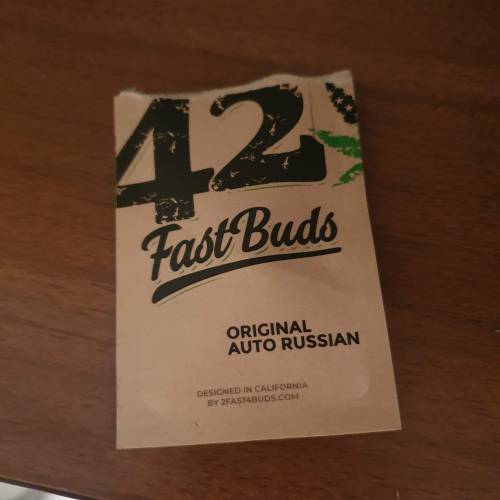 42
FastBuds
ORIGINAL
AUTO RUSSIAN
DESIGNED IN CALIFORNIA
BY 2FAST4BUDS.COM